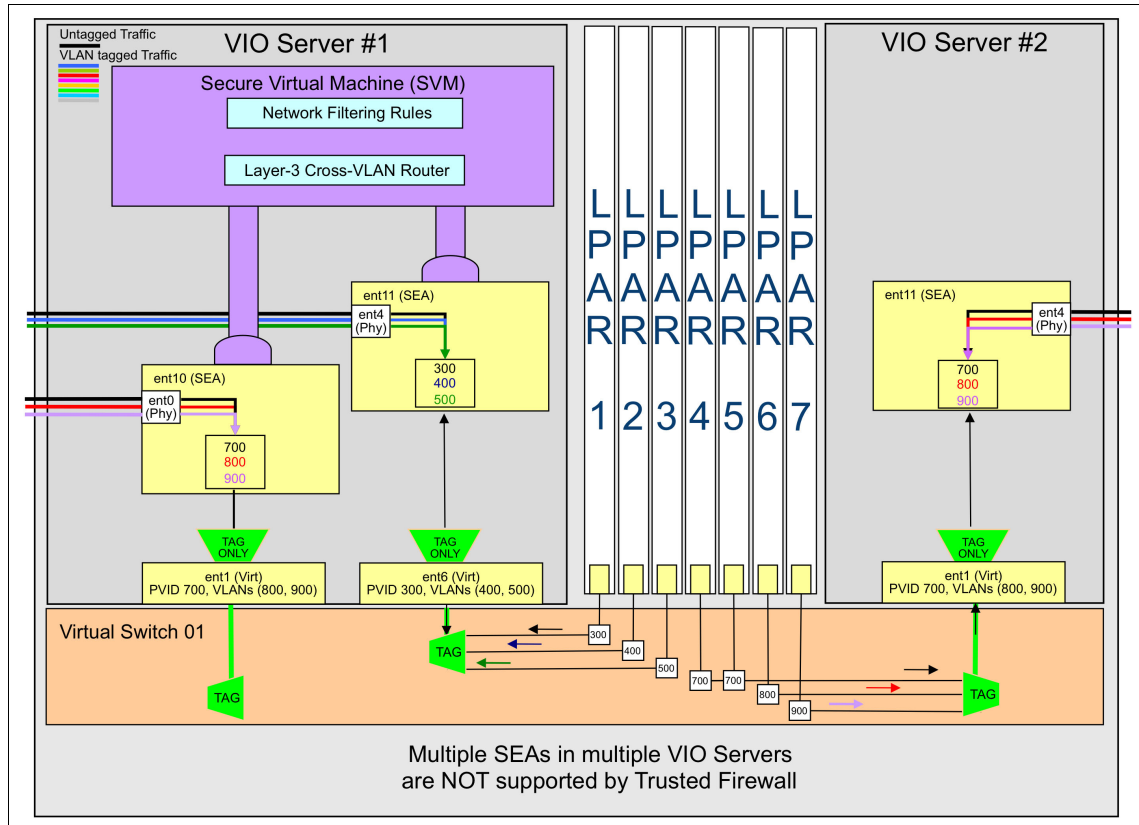 Untagged Traffic
VLAN tagged Traffic
VIO Server #1
Secure Virtual Machine (SVM)
Network Filtering Rules
Layer-3 Cross-VLAN Router
ent11 (SEA)
ent4
(Phy)
300
400
500
ent10 (SEA)
ent0
(Phy)
700
800
900
TAG
ONLY
TAG
ONLY
ent1 (Virt)
PVID 700, VLANs (800, 900)
ent6 (Virt)
PVID 300, VLANs (400, 500)
LPAR 1
LPAR 2
LPAR 3
LPAR 4
LPAR 5
LPAR 6
LPAR 7
VIO Server #2
ent11 (SEA)
ent4
(Phy)
700
800
900
TAG
ONLY
ent1 (Virt)
PVID 700, VLANs (800, 900)
Virtual Switch 01
TAG
TAG
300
400
500
700
700
800
900
TAG
Multiple SEAs in multiple VIO Servers
are NOT supported by Trusted Firewall